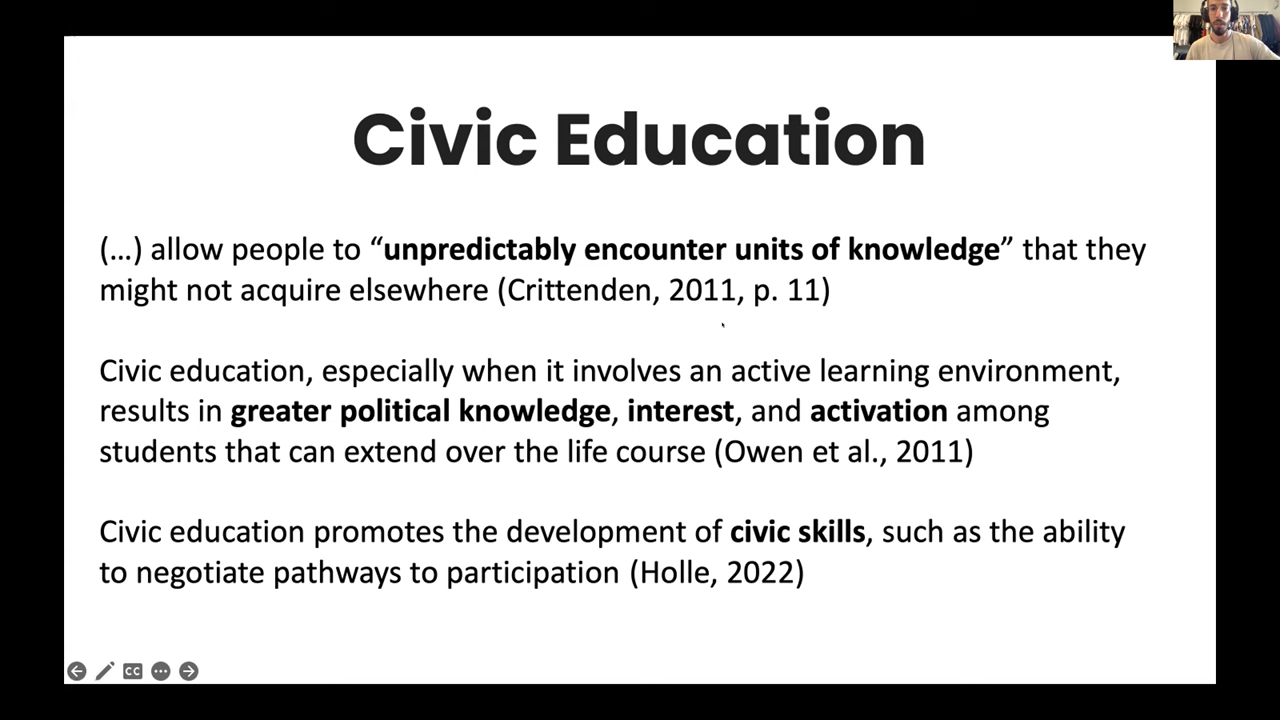 Civic Education
(...) allow people to “unpredictably encounter units of knowledge” that they
might not acquire elsewhere (Crittenden, 2011, p. 11)
Civic education, especially when it involves an active learning environment,
results in greater political knowledge, interest, and activation among
students that can extend over the life course (Owen et al., 2011)
Civic education promotes the development of civic skills, such as the ability
to negotiate pathways to participation (Holle, 2022)
CC